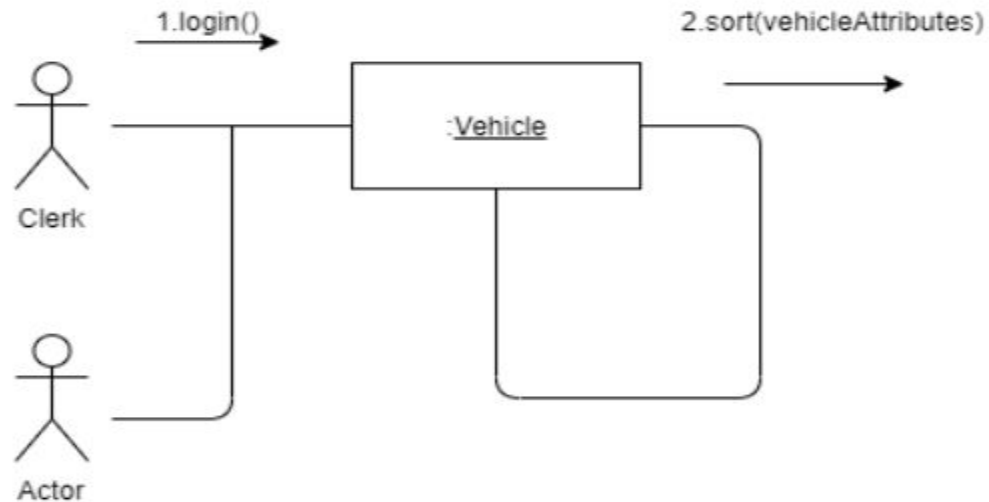 1.login()
2.sort(vehicleAttributes)
:Vehicle
Clerk
Actor